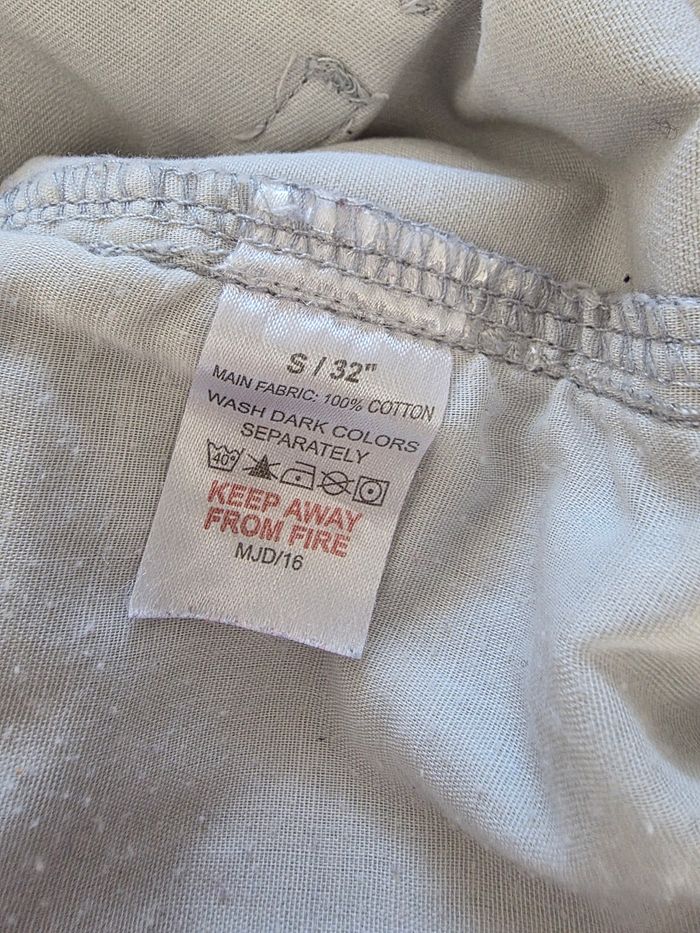 S / 32"
MAIN FABRIC: 100% COTTON
WASH DARK COLORS
SEPARATELY
40°
KEEP AWAY
FROM FIRE
MJD/16